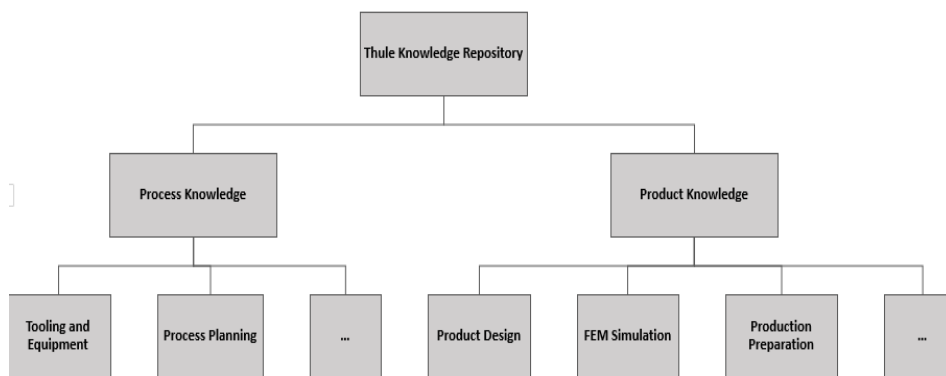 Thule Knowledge Repository
Process Knowledge
Product Knowledge
Tooling and
Equipment
Process Planning
...
Product Design
FEM Simulation
Production
Preparation
...